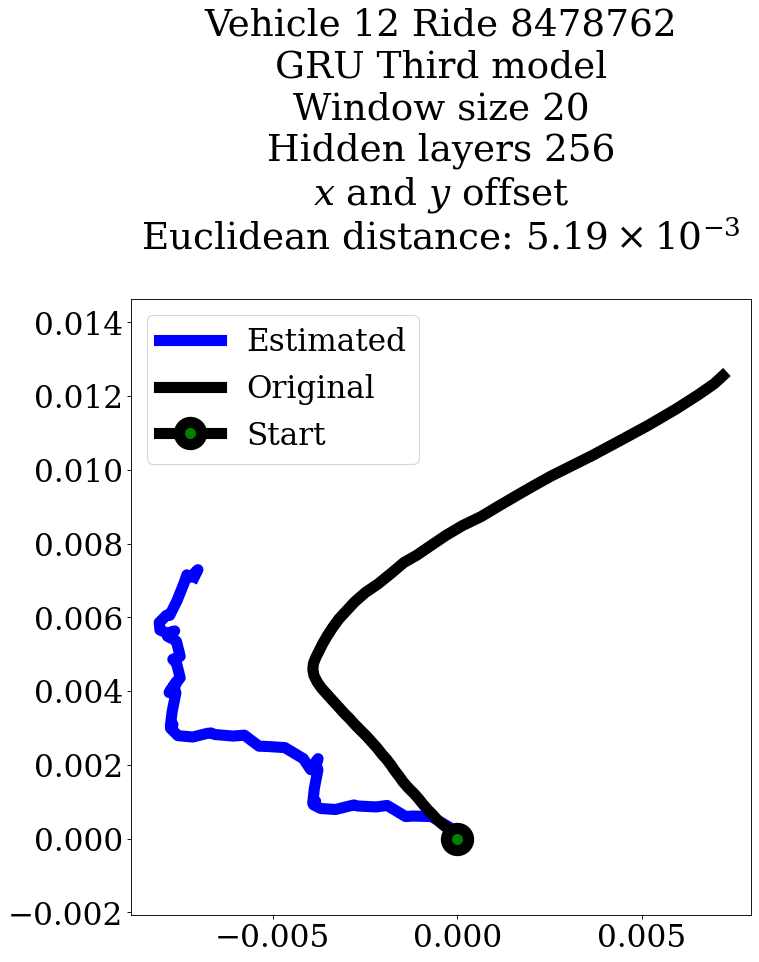 Vehicle 12 Ride 8478762
GRU Third model
Window size 20
Hidden layers 256
x and y offset
Euclidean distance: 5.19 × 10⁻³
0.014
0.012
0.010
0.008
0.006
0.004
0.002
0.000
−0.002
Estimated
Original
Start
−0.005 0.000 0.005